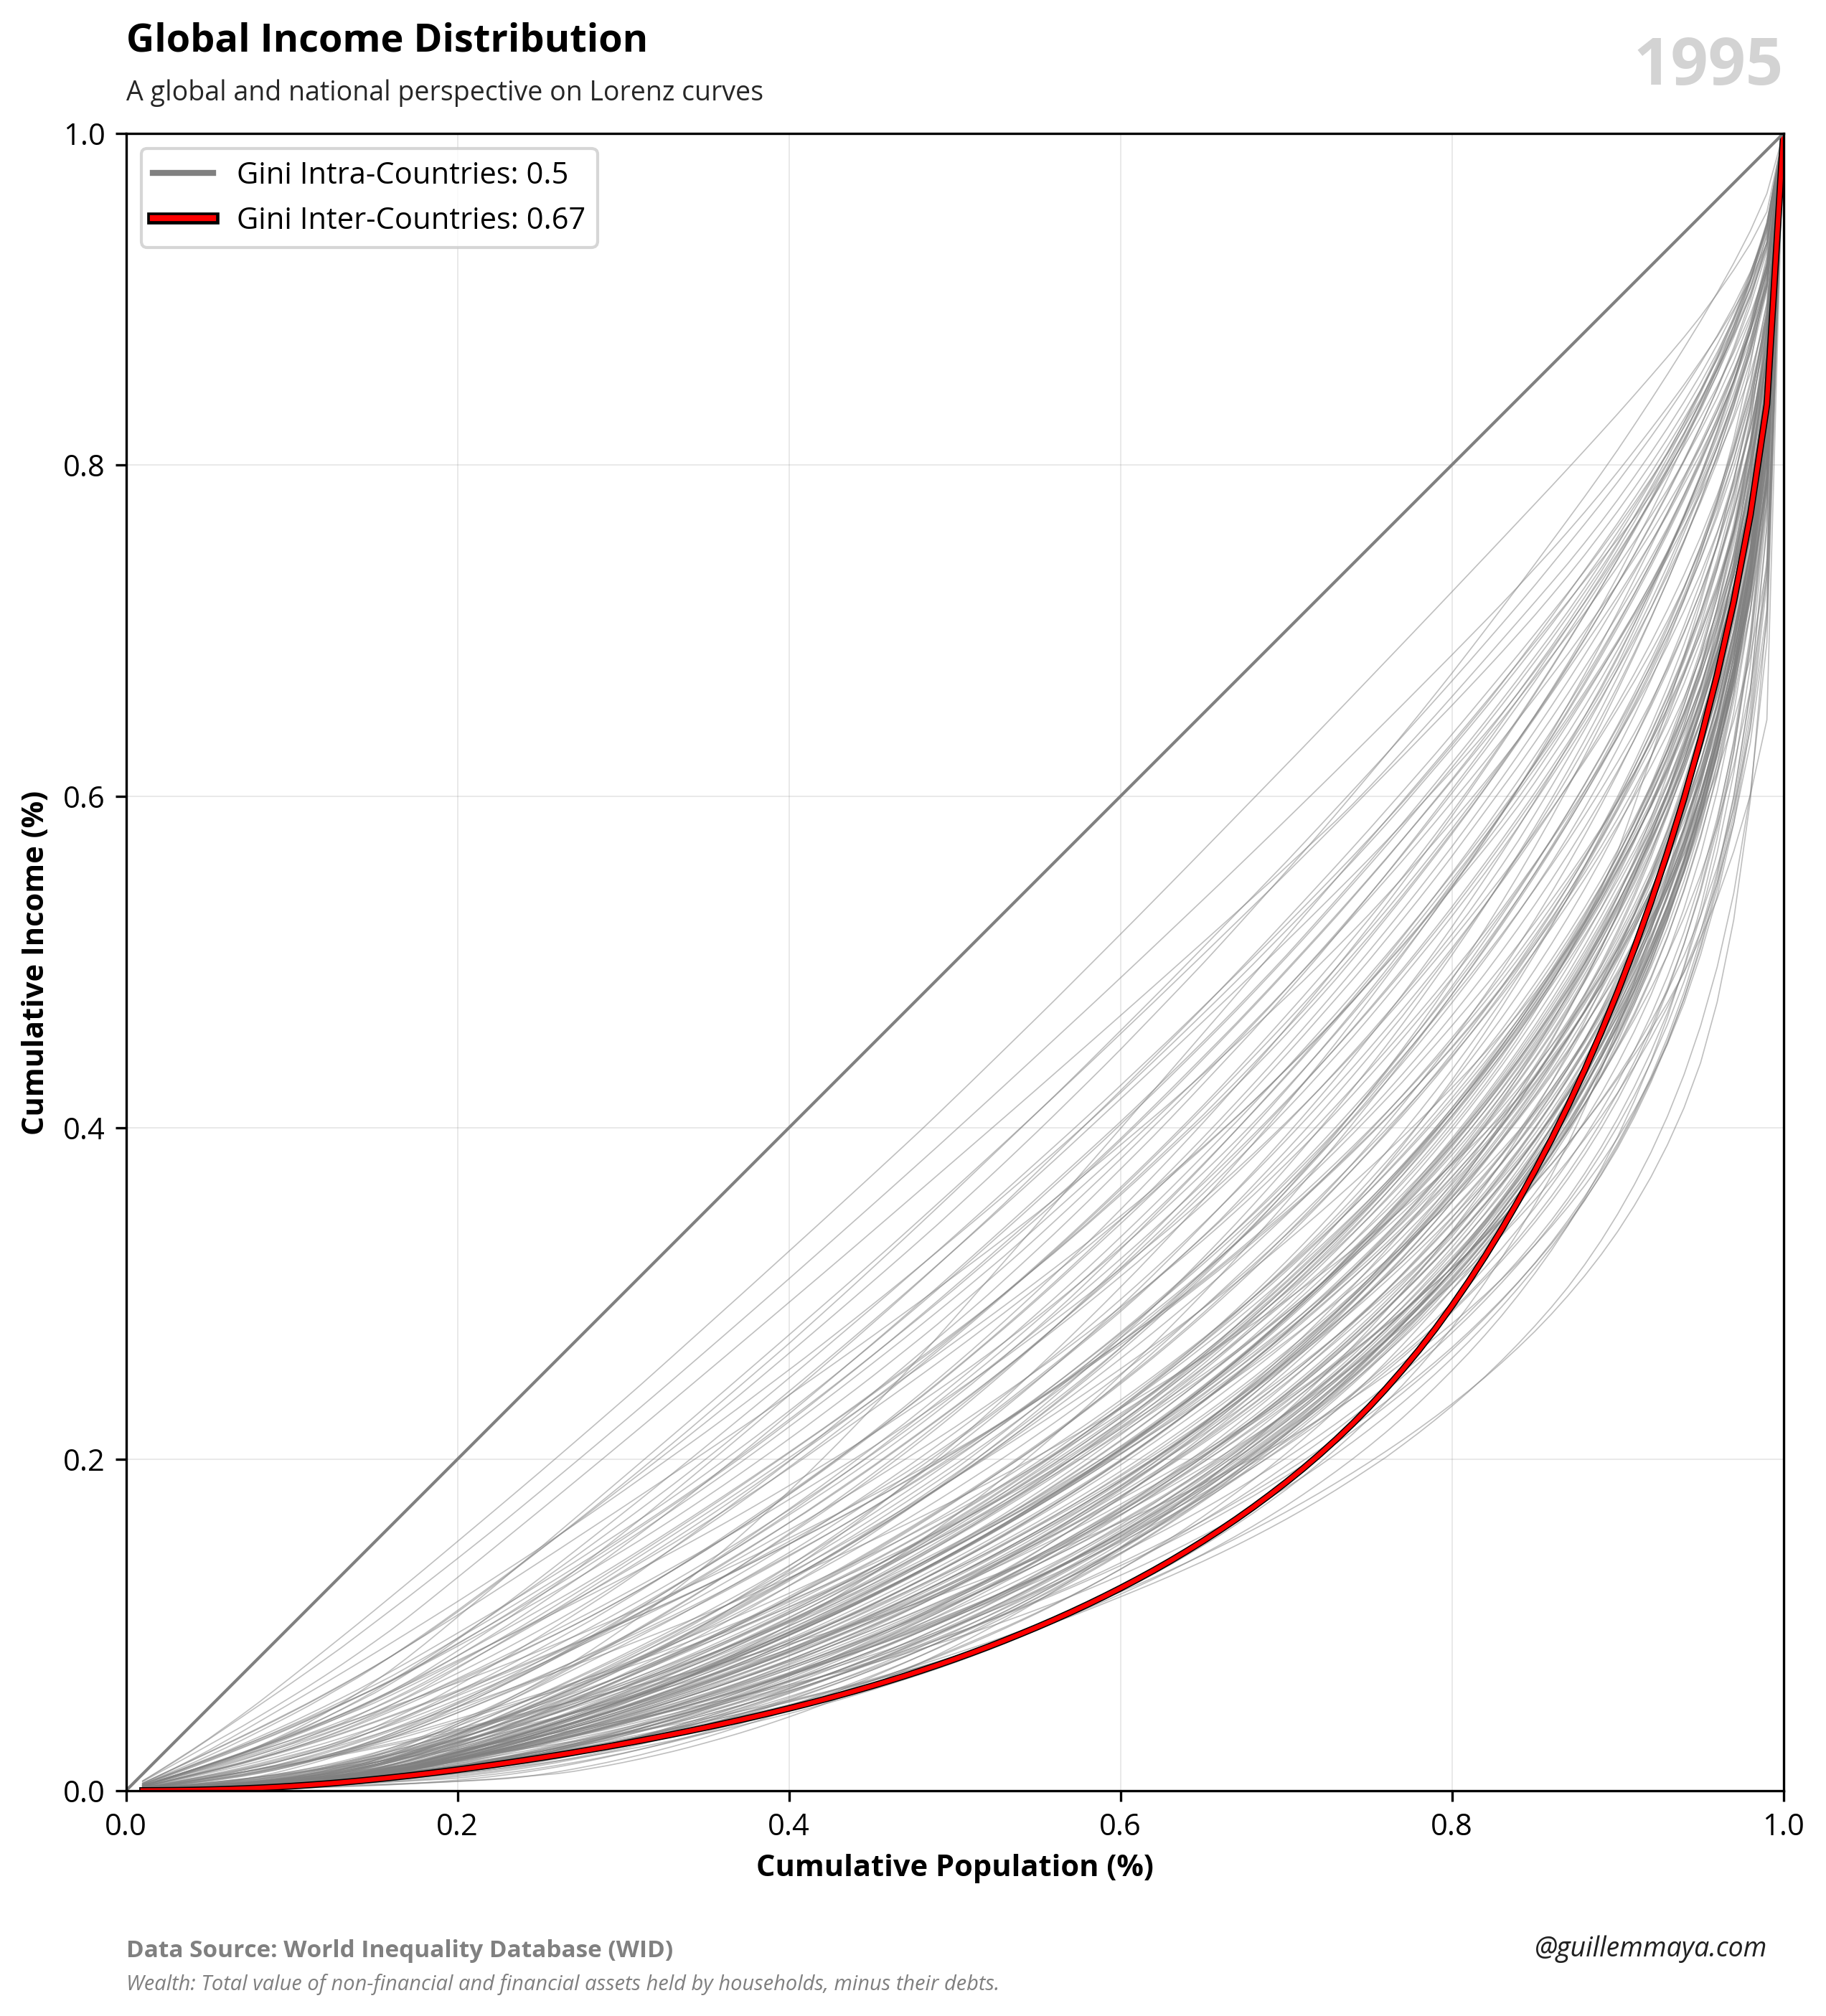 Global Income Distribution
1995
A global and national perspective on Lorenz curves
Gini Intra-Countries: 0.5
Gini Inter-Countries: 0.67
1.0
0.8
0.6
0.4
0.2
0.0
Cumulative Income (%)
0.0 0.2 0.4 0.6 0.8 1.0
Cumulative Population (%)
Data Source: World Inequality Database (WID)
@guillemmaya.com
Wealth: Total value of non-financial and financial assets held by households, minus their debts.